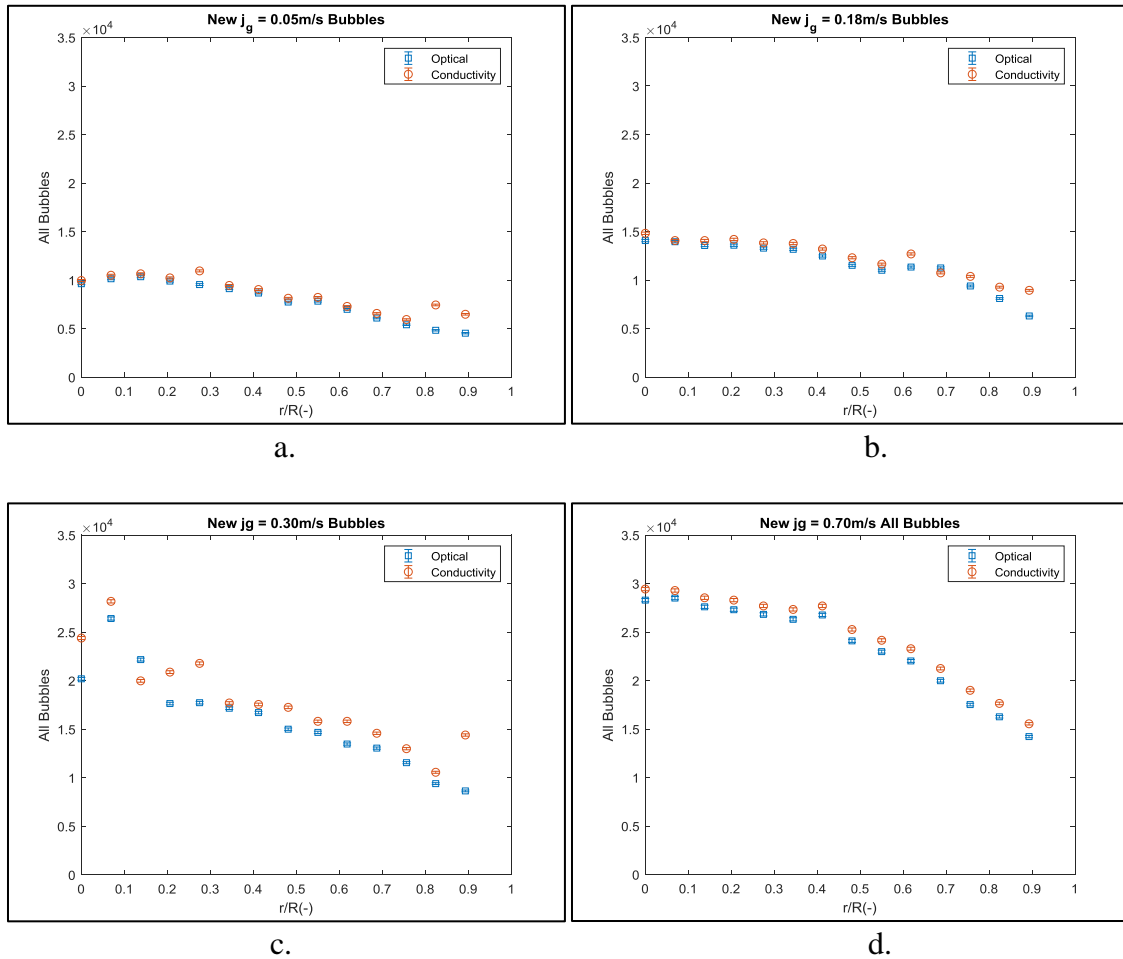 New j_g = 0.05m/s Bubbles
×10^4
3.5
3
2.5
2
1.5
1
0.5
0
All Bubbles
0 0.1 0.2 0.3 0.4 0.5 0.6 0.7 0.8 0.9 1
r/R(-)
Optical
Conductivity
a.
New j_g = 0.18m/s Bubbles
×10^4
3.5
3
2.5
2
1.5
1
0.5
0
All Bubbles
0 0.1 0.2 0.3 0.4 0.5 0.6 0.7 0.8 0.9 1
r/R(-)
Optical
Conductivity
b.
New jg = 0.30m/s Bubbles
×10^4
3.5
3
2.5
2
1.5
1
0.5
0
All Bubbles
0 0.1 0.2 0.3 0.4 0.5 0.6 0.7 0.8 0.9 1
r/R(-)
Optical
Conductivity
c.
New jg = 0.70m/s All Bubbles
×10^4
3.5
3
2.5
2
1.5
1
0.5
0
All Bubbles
0 0.1 0.2 0.3 0.4 0.5 0.6 0.7 0.8 0.9 1
r/R(-)
Optical
Conductivity
d.